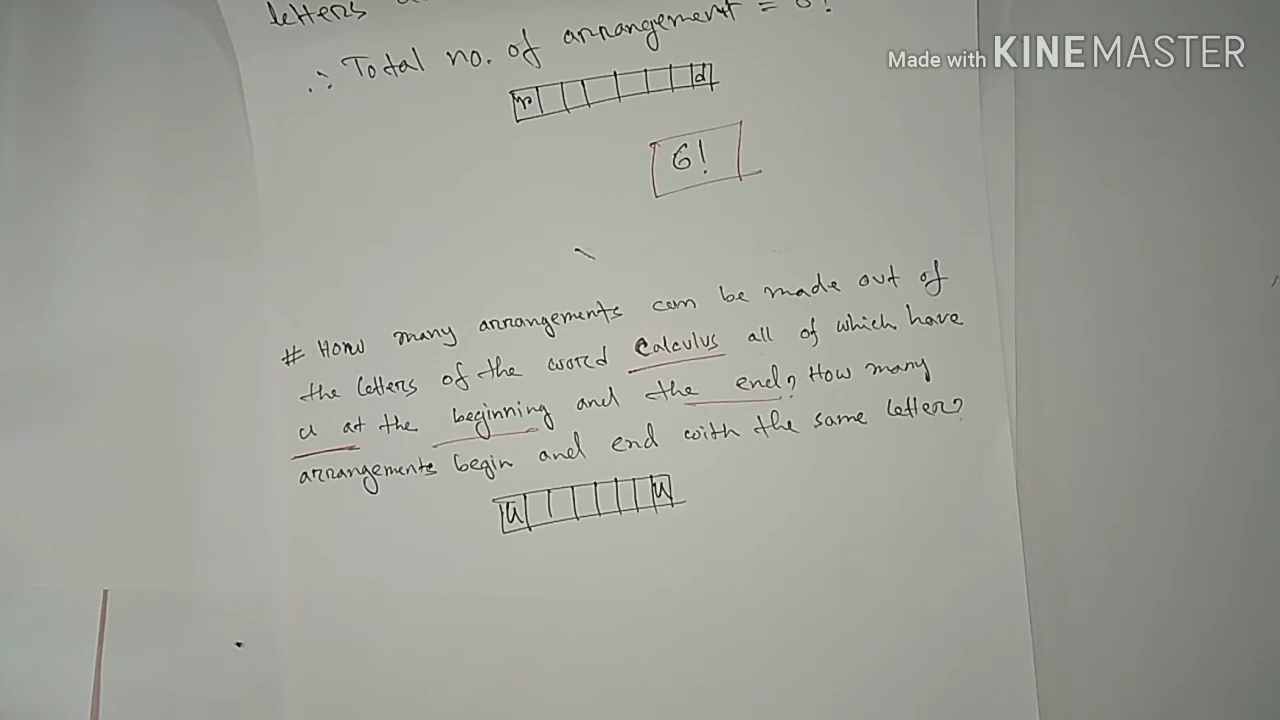 letters
∴ Total no. of arrangement = 6!
Made with KINEMASTER
r d
6!
# How many arrangements can be made out of
the letters of the word calculus all of which have
u at the beginning and the end? How many
arrangements begin and end with the same letter?
u u